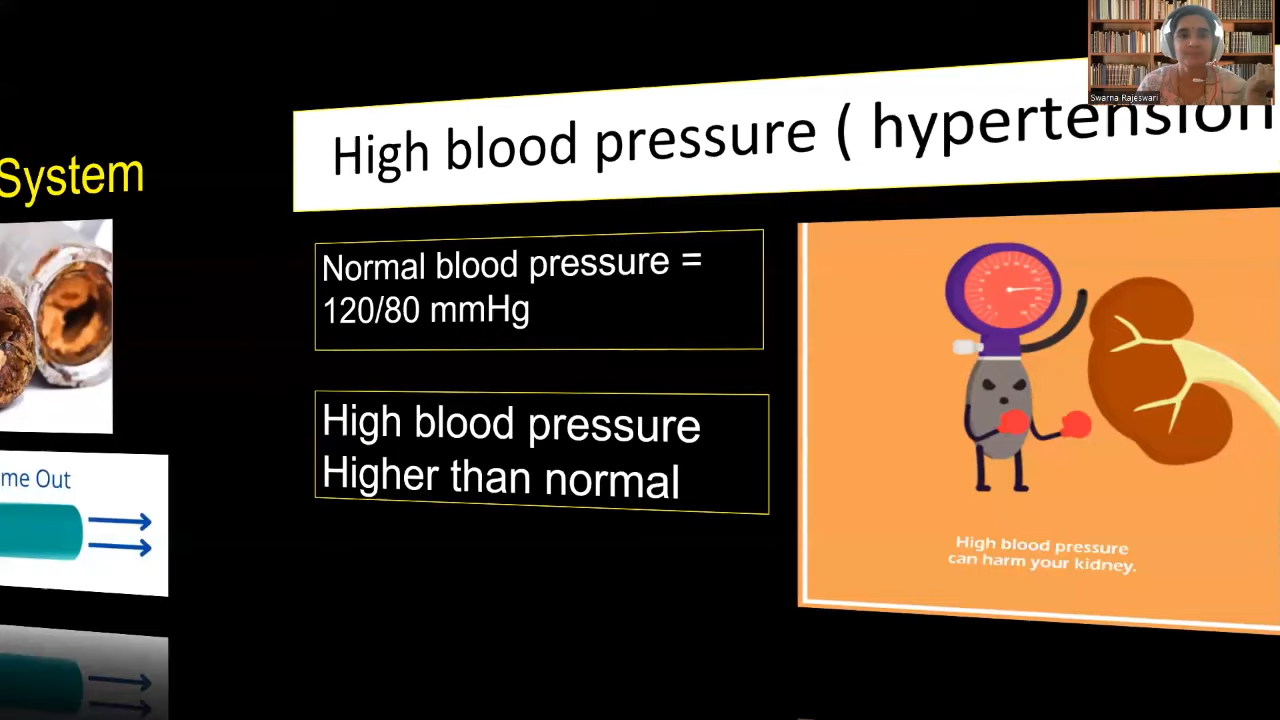 System
me Out
High blood pressure ( hypertension
Normal blood pressure =
120/80 mmHg
High blood pressure
Higher than normal
High blood pressure
can harm your kidney.
Swarna Rajeswari